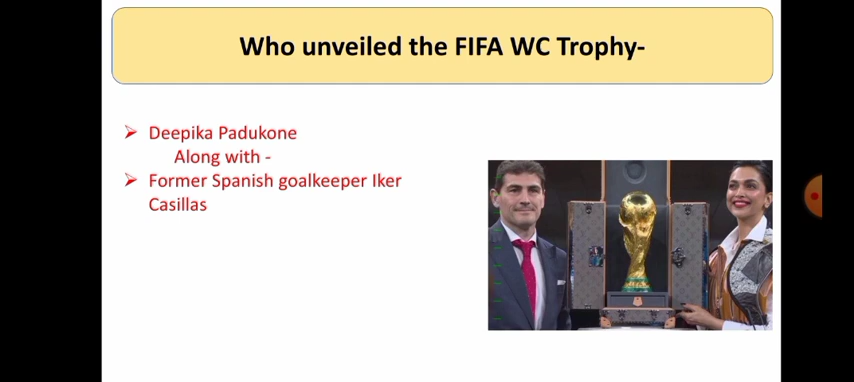 Who unveiled the FIFA WC Trophy-
Deepika Padukone
Along with -
Former Spanish goalkeeper Iker
Casillas